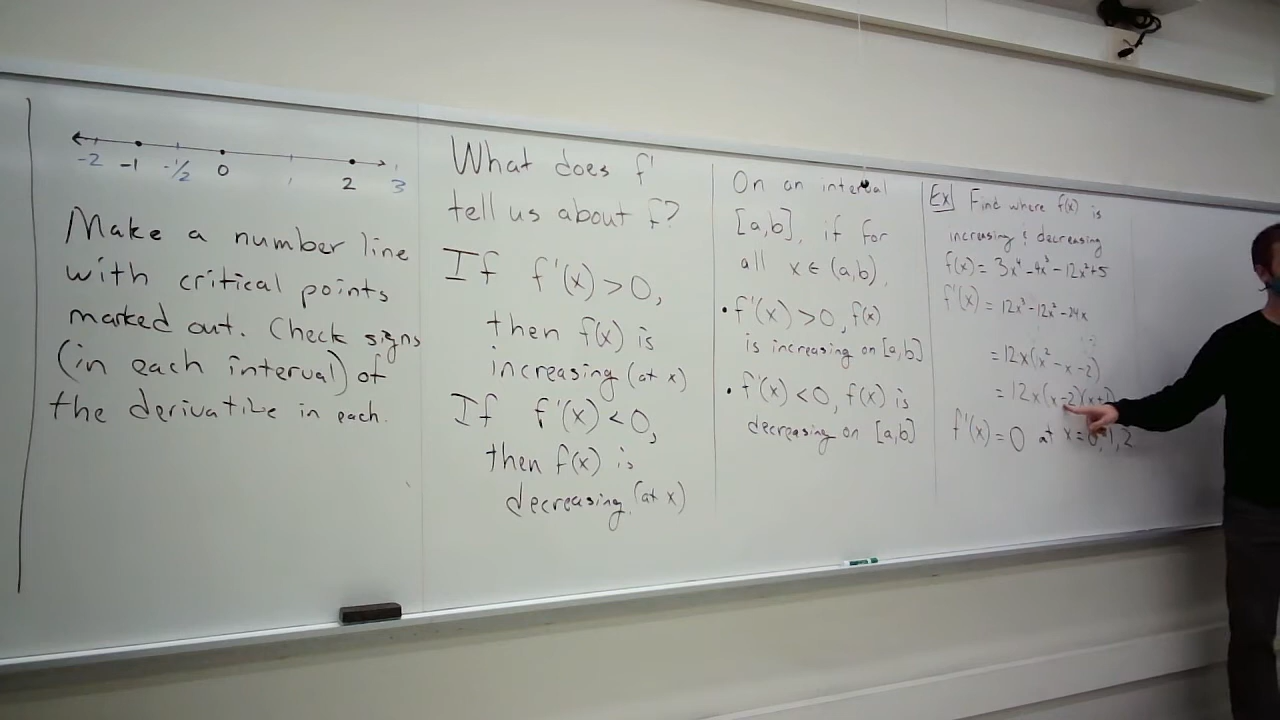 -2 -1 -1/2 0 1 2 3
Make a number line
with critical points
marked out. Check signs
(in each interval) of
the derivative in each.
What does f'
tell us about f?
If f'(x) > 0,
then f(x) is
increasing (at x)
If f'(x) < 0,
then f(x) is
decreasing (at x)
On an interval
[a,b], if for
all x ∈ (a,b),
• f'(x) > 0, f(x)
is increasing on [a,b]
• f'(x) < 0, f(x) is
decreasing on [a,b]
Ex Find where f(x) is
increasing & decreasing
f(x) = 3x⁴ - 4x³ - 12x² + 5
f'(x) = 12x³ - 12x² - 24x
= 12x(x² - x - 2)
= 12x(x-2)(x+
f'(x) = 0 at x = 0, 1, 2